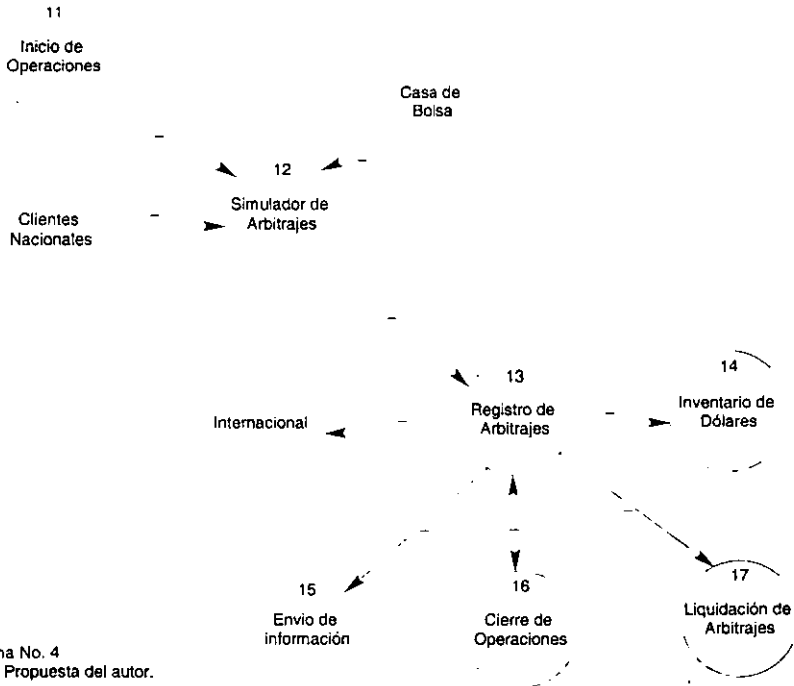 11
Inicio de
Operaciones
Casa de
Bolsa
12
Simulador de
Arbitrajes
Clientes
Nacionales
13
Registro de
Arbitrajes
14
Inventario de
Dólares
Internacional
15
Envio de
información
16
Cierre de
Operaciones
17
Liquidación de
Arbitrajes
na No. 4
Propuesta del autor.